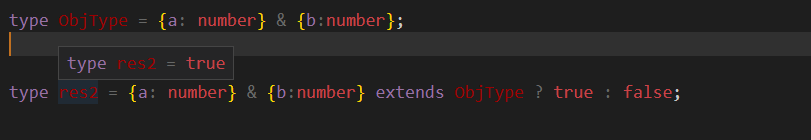 type ObjType = {a: number} & {b:number};
type res2 = true
type res2 = {a: number} & {b:number} extends ObjType ? true : false;